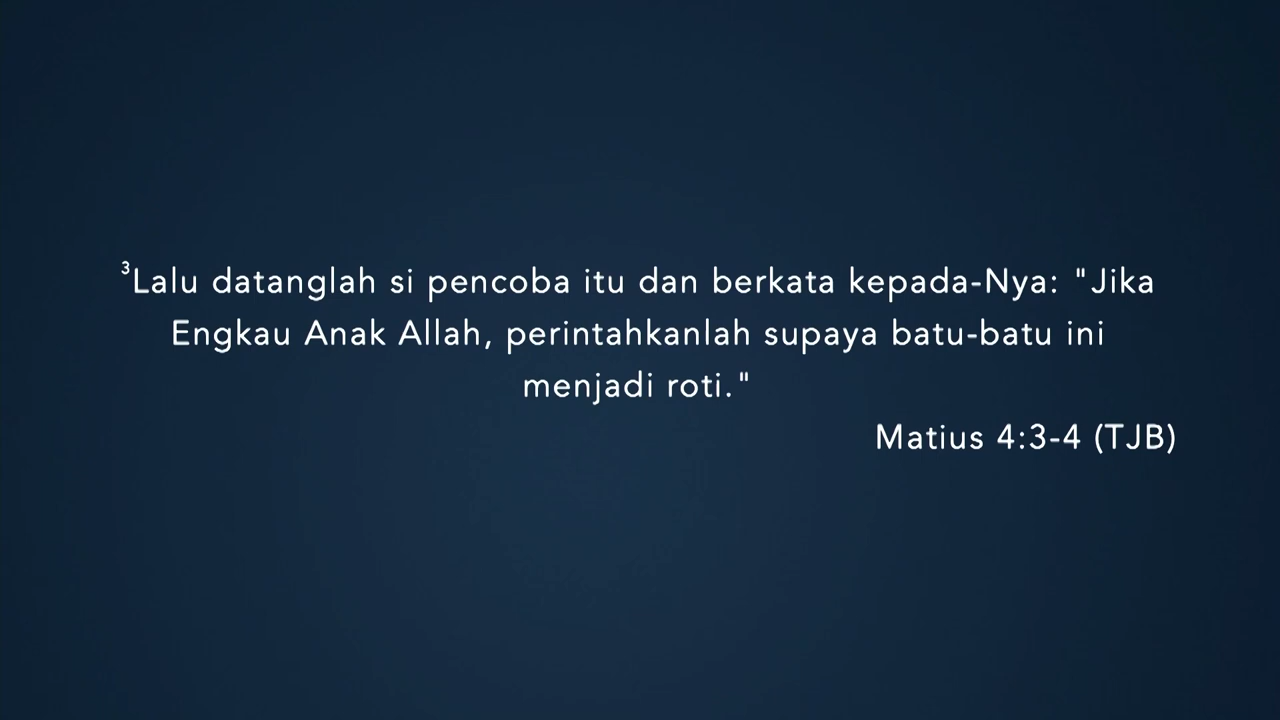 ³Lalu datanglah si pencoba itu dan berkata kepada-Nya: "Jika
Engkau Anak Allah, perintahkanlah supaya batu-batu ini
menjadi roti."
Matius 4:3-4 (TJB)